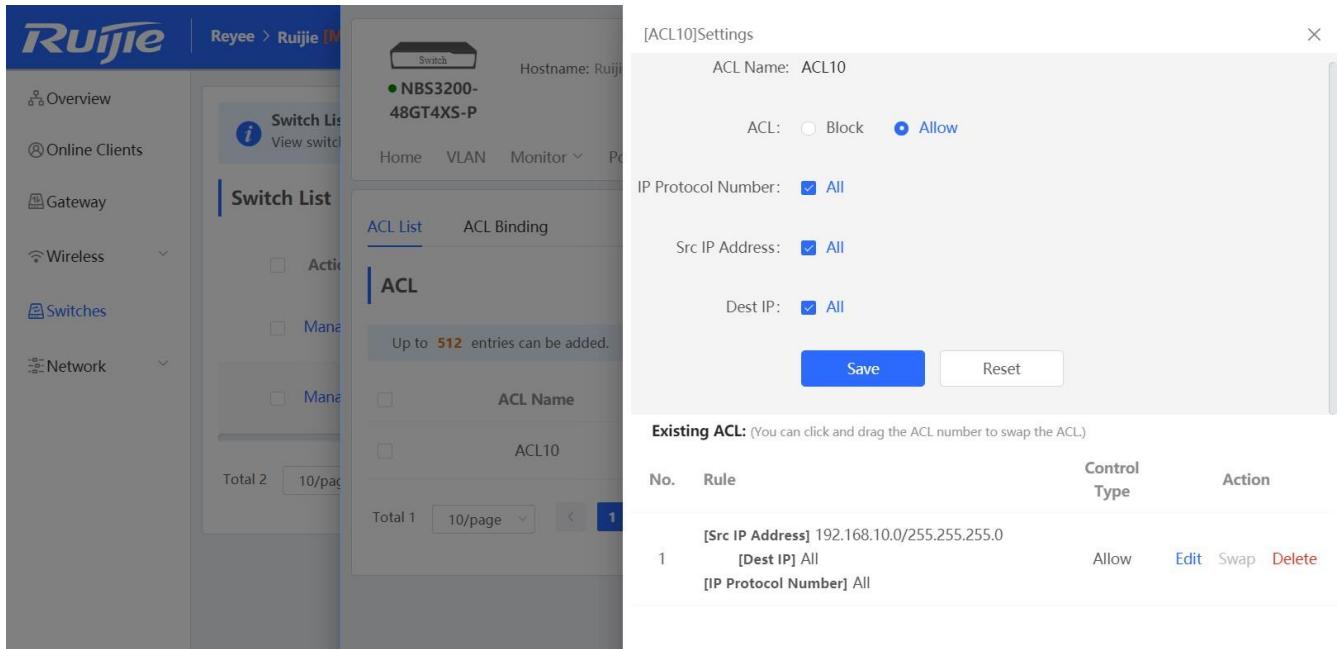 Ruijie
Reyee > Ruijie [M
Overview
Online Clients
Gateway
Wireless
Switches
Network
Switch Lis
View switc
Switch List
Actio
Mana
Mana
Total 2 10/pag
Switch
NBS3200-
48GT4XS-P
Hostname: Ruiji
Home VLAN Monitor Po
ACL List ACL Binding
ACL
Up to 512 entries can be added.
ACL Name
ACL10
Total 1 10/page < 1
[ACL10]Settings
ACL Name: ACL10
ACL: Block Allow
IP Protocol Number: All
Src IP Address: All
Dest IP: All
Save Reset
Existing ACL: (You can click and drag the ACL number to swap the ACL.)
No. Rule Control Type Action
[Src IP Address] 192.168.10.0/255.255.255.0
1 [Dest IP] All Allow Edit Swap Delete
[IP Protocol Number] All